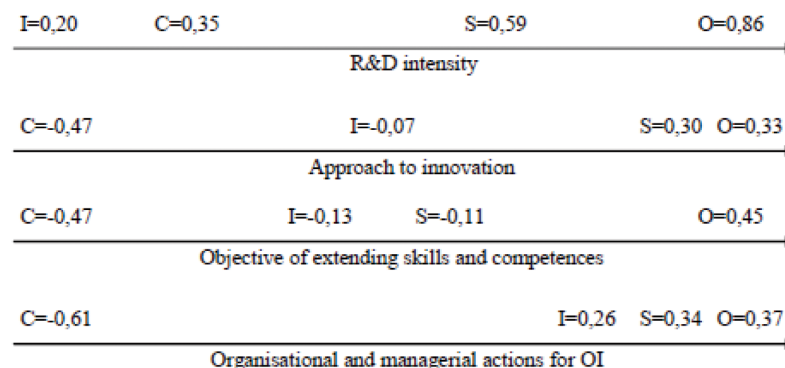 I=0,20 C=0,35 S=0,59 O=0,86
R&D intensity
C=-0,47 I=-0,07 S=0,30 O=0,33
Approach to innovation
C=-0,47 I=-0,13 S=-0,11 O=0,45
Objective of extending skills and competences
C=-0,61 I=0,26 S=0,34 O=0,37
Organisational and managerial actions for OI